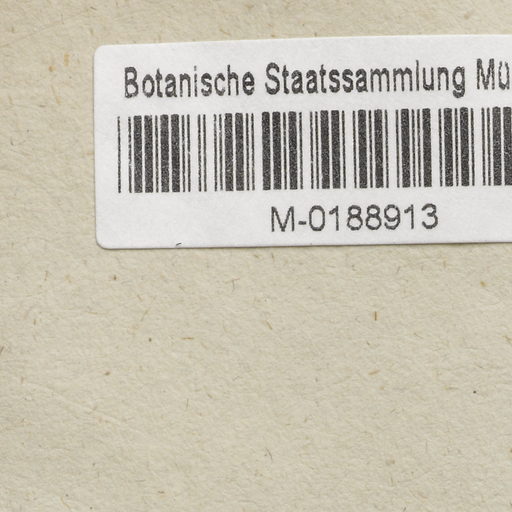 Botanische Staatssammlung Mü
M-0188913